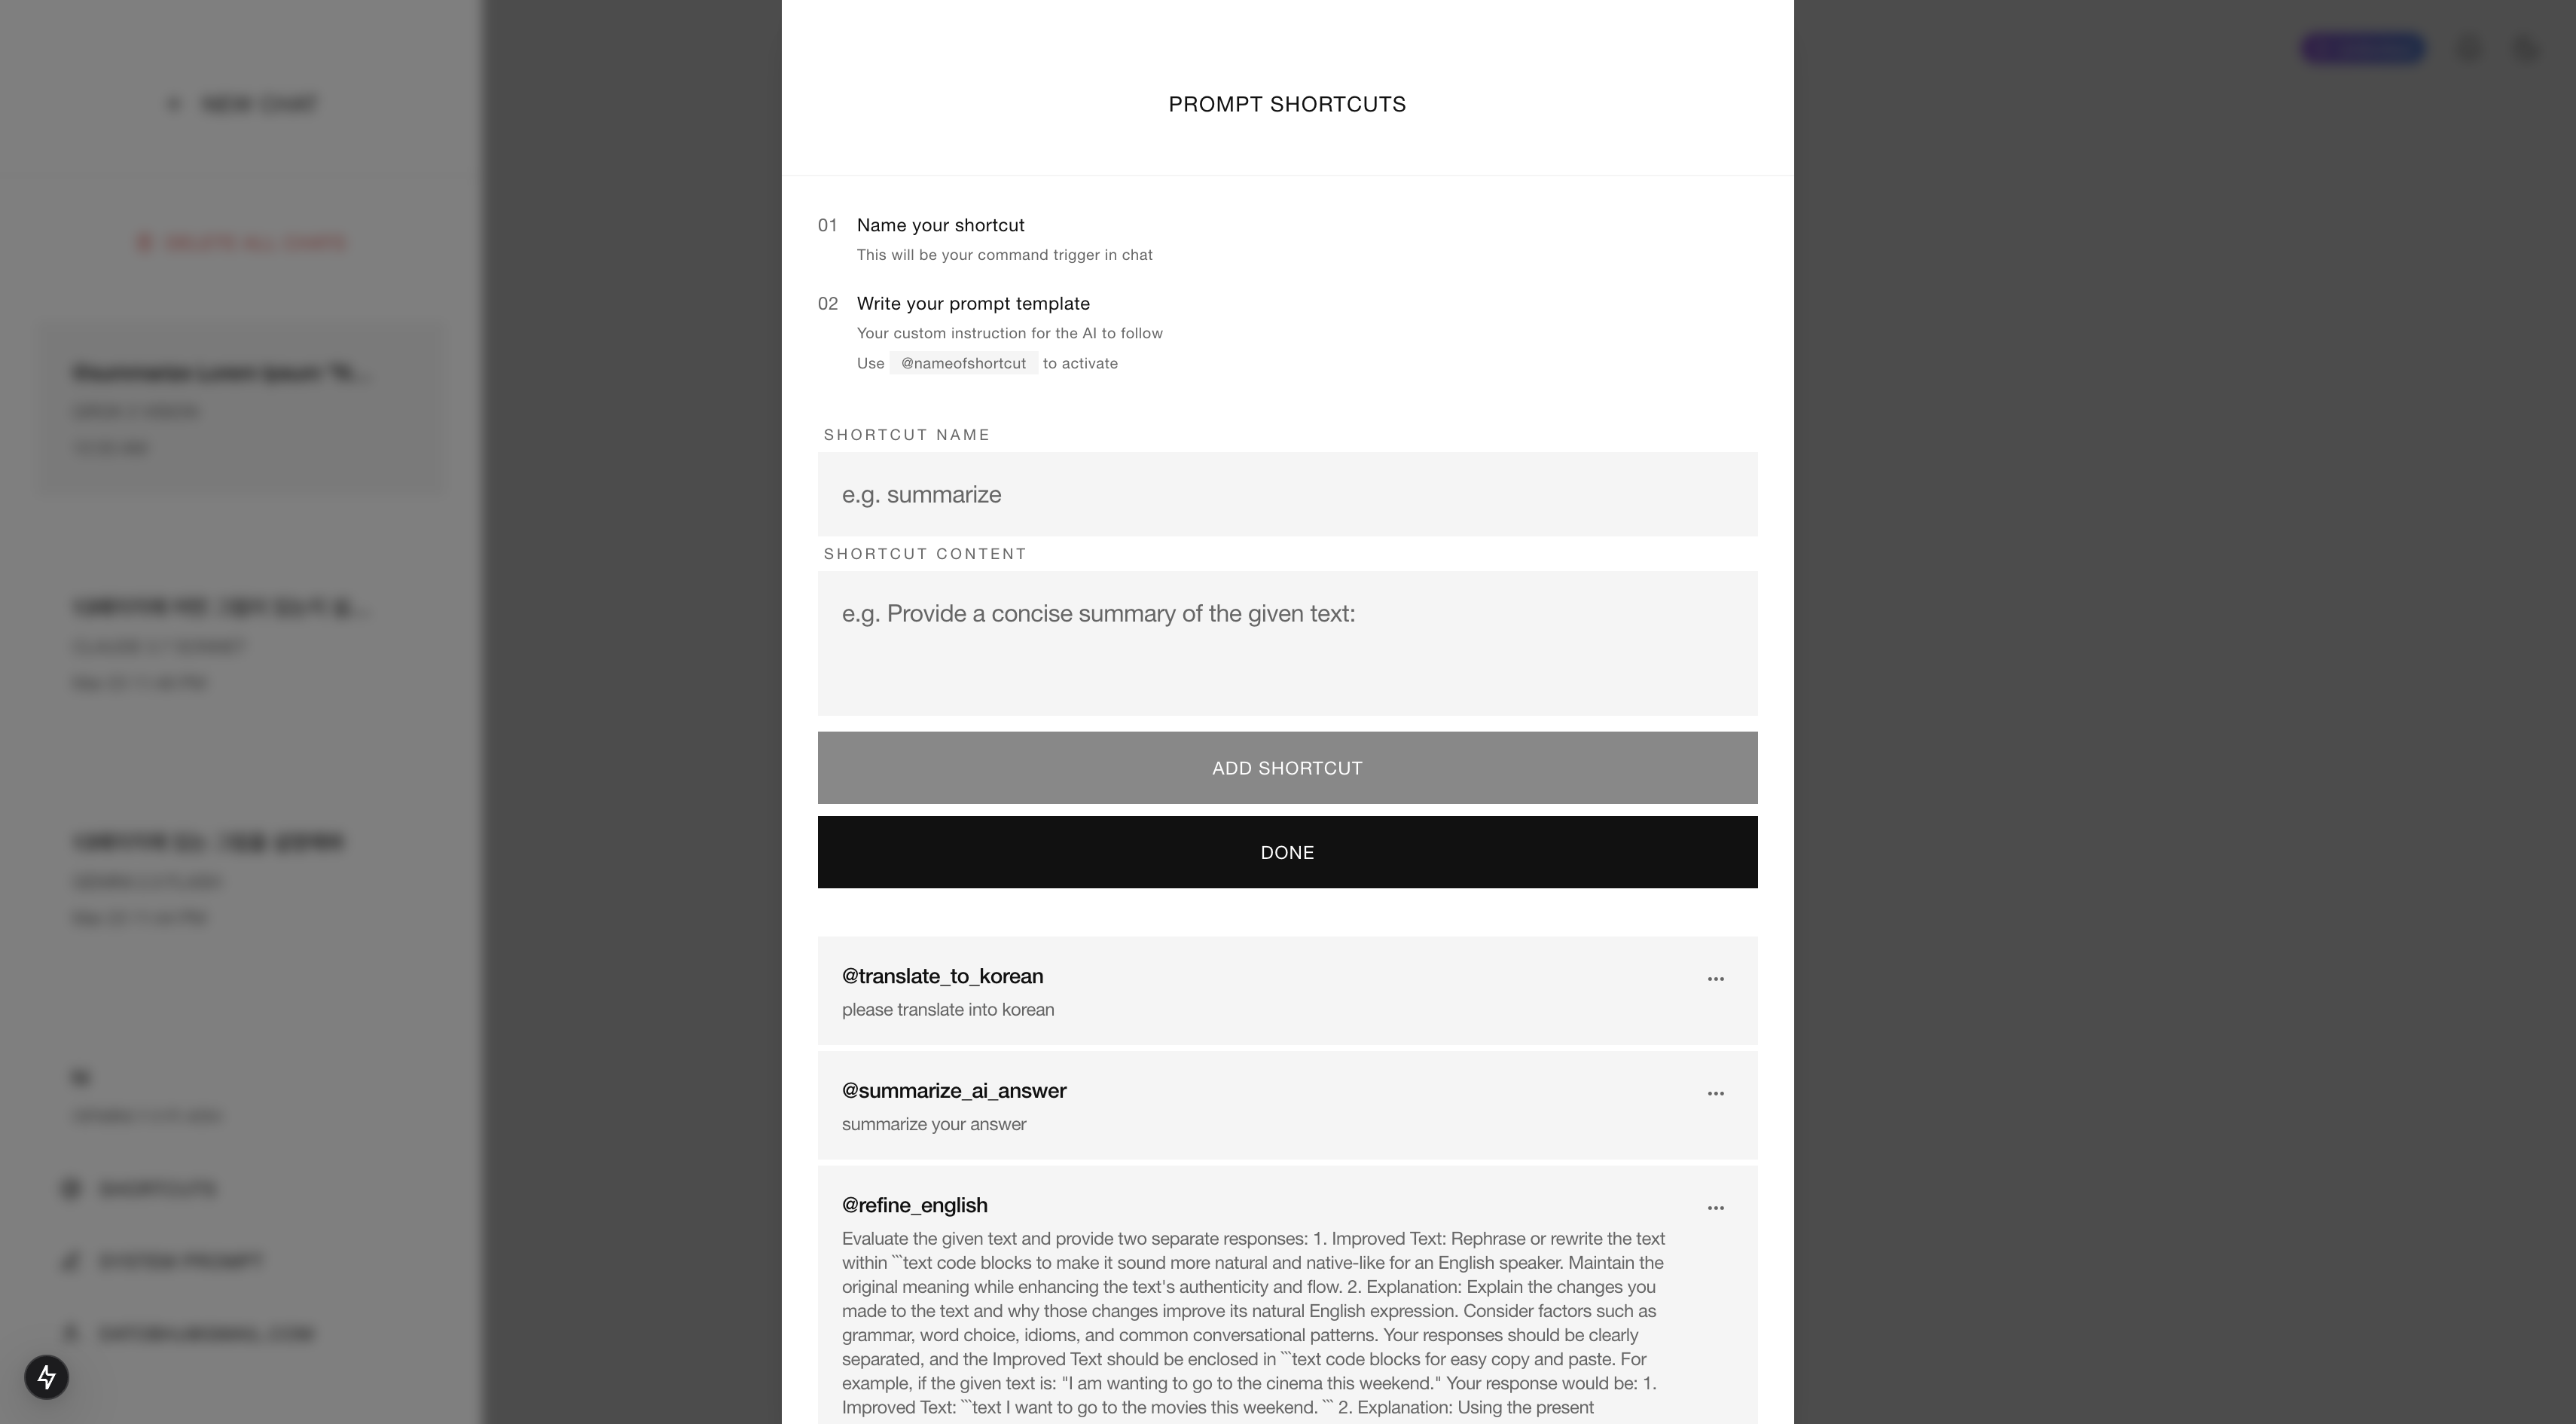 NEW CHAT
DELETE ALL CHATS
SHORTCUTS
SYSTEM PROMPT
PROMPT SHORTCUTS
01 Name your shortcut
This will be your command trigger in chat
02 Write your prompt template
Your custom instruction for the AI to follow
Use @nameofshortcut to activate
SHORTCUT NAME
e.g. summarize
SHORTCUT CONTENT
e.g. Provide a concise summary of the given text:
ADD SHORTCUT
DONE
@translate_to_korean
please translate into korean
@summarize_ai_answer
summarize your answer
@refine_english
Evaluate the given text and provide two separate responses: 1. Improved Text: Rephrase or rewrite the text
within ```text code blocks to make it sound more natural and native-like for an English speaker. Maintain the
original meaning while enhancing the text's authenticity and flow. 2. Explanation: Explain the changes you
made to the text and why those changes improve its natural English expression. Consider factors such as
grammar, word choice, idioms, and common conversational patterns. Your responses should be clearly
separated, and the Improved Text should be enclosed in ```text code blocks for easy copy and paste. For
example, if the given text is: "I am wanting to go to the cinema this weekend." Your response would be: 1.
Improved Text: ```text I want to go to the movies this weekend. ``` 2. Explanation: Using the present